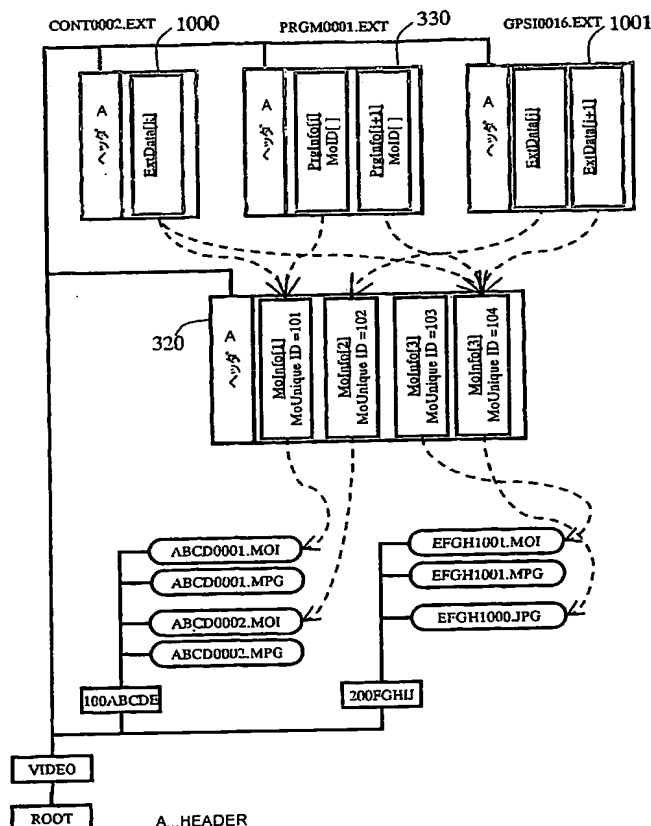 CONT0002.EXT 1000 PRGM0001.EXT 330 GPSI0016.EXT 1001
A
ヘッダ
ExtData[k]
A
ヘッダ
PrgInfo[i]
MoID[ ]
PrgInfo[i+1]
MoID[ ]
A
ヘッダ
ExtData[j]
ExtData[j+1]
320
A
ヘッダ
MoInfo[1]
MoUnique ID =101
MoInfo[2]
MoUnique ID =102
MoInfo[3]
MoUnique ID =103
MoInfo[3]
MoUnique ID =104
ABCD0001.MOI
ABCD0001.MPG
ABCD0002.MOI
ABCD0002.MPG
100ABCDE
EFGH1001.MOI
EFGH1001.MPG
EFGH1000.JPG
200FGHIJ
VIDEO
ROOT
A...HEADER